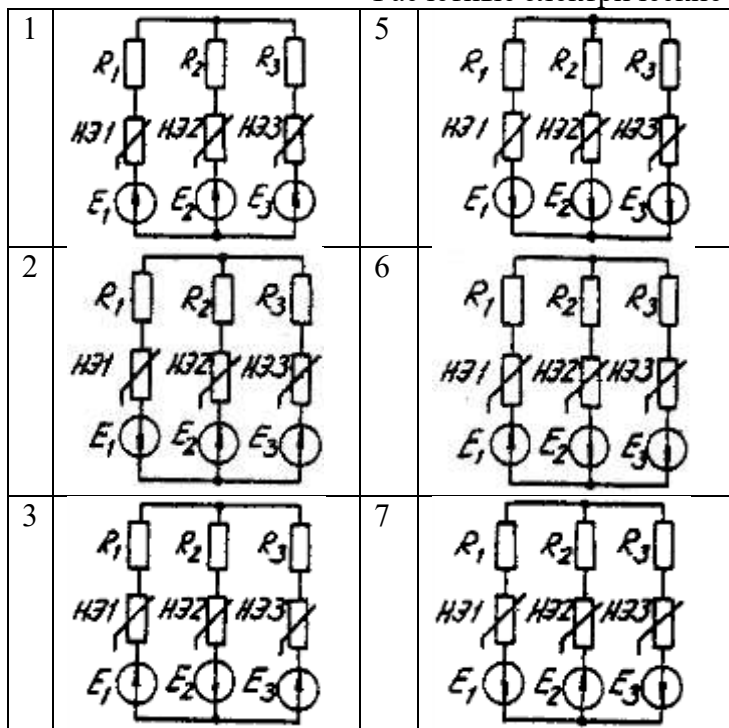 1
5
R₁ R₂ R₃
НЭ1 НЭ2 НЭ3
E₁ E₂ E₃
R₁ R₂ R₃
НЭ1 НЭ2 НЭ3
E₁ E₂ E₃
2
6
R₁ R₂ R₃
НЭ1 НЭ2 НЭ3
E₁ E₂ E₃
R₁ R₂ R₃
НЭ1 НЭ2 НЭ3
E₁ E₂ E₃
3
7
R₁ R₂ R₃
НЭ1 НЭ2 НЭ3
E₁ E₂ E₃
R₁ R₂ R₃
НЭ1 НЭ2 НЭ3
E₁ E₂ E₃